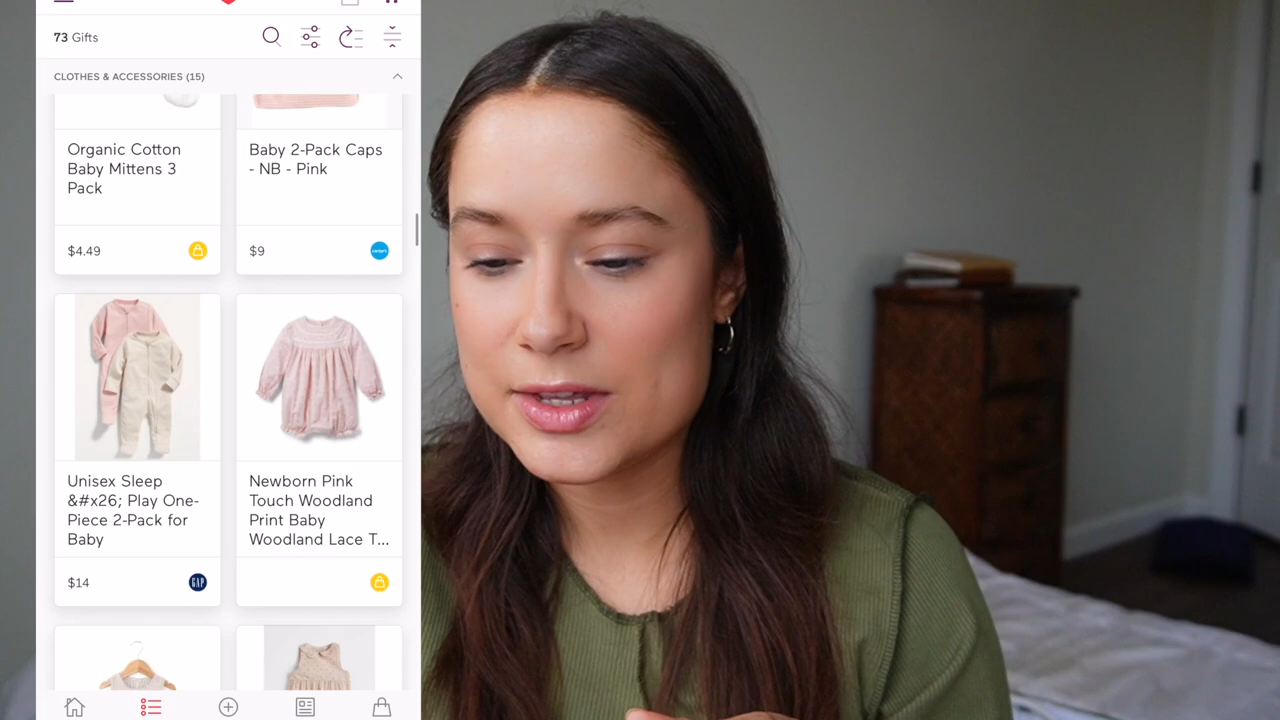 73 Gifts
CLOTHES & ACCESSORIES (15)
Organic Cotton
Baby Mittens 3
Pack
$4.49
Baby 2-Pack Caps
- NB - Pink
$9
carter's
Unisex Sleep
&#x26; Play One-
Piece 2-Pack for
Baby
$14
GAP
Newborn Pink
Touch Woodland
Print Baby
Woodland Lace T...